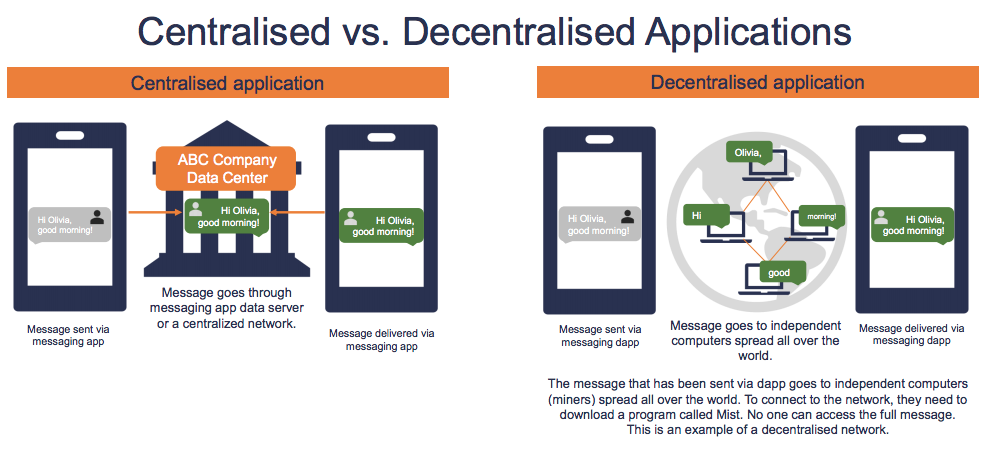 Centralised vs. Decentralised Applications
Centralised application
ABC Company
Data Center
Hi Olivia,
good morning!
Hi Olivia,
good morning!
Hi Olivia,
good morning!
Message goes through
messaging app data server
or a centralized network.
Message sent via
messaging app
Message delivered via
messaging app
Decentralised application
Hi Olivia,
good morning!
Olivia,
Hi
morning!
good
Hi Olivia,
good morning!
Message sent via
messaging dapp
Message goes to independent
computers spread all over the
world.
Message delivered via
messaging dapp
The message that has been sent via dapp goes to independent computers
(miners) spread all over the world. To connect to the network, they need to
download a program called Mist. No one can access the full message.
This is an example of a decentralised network.